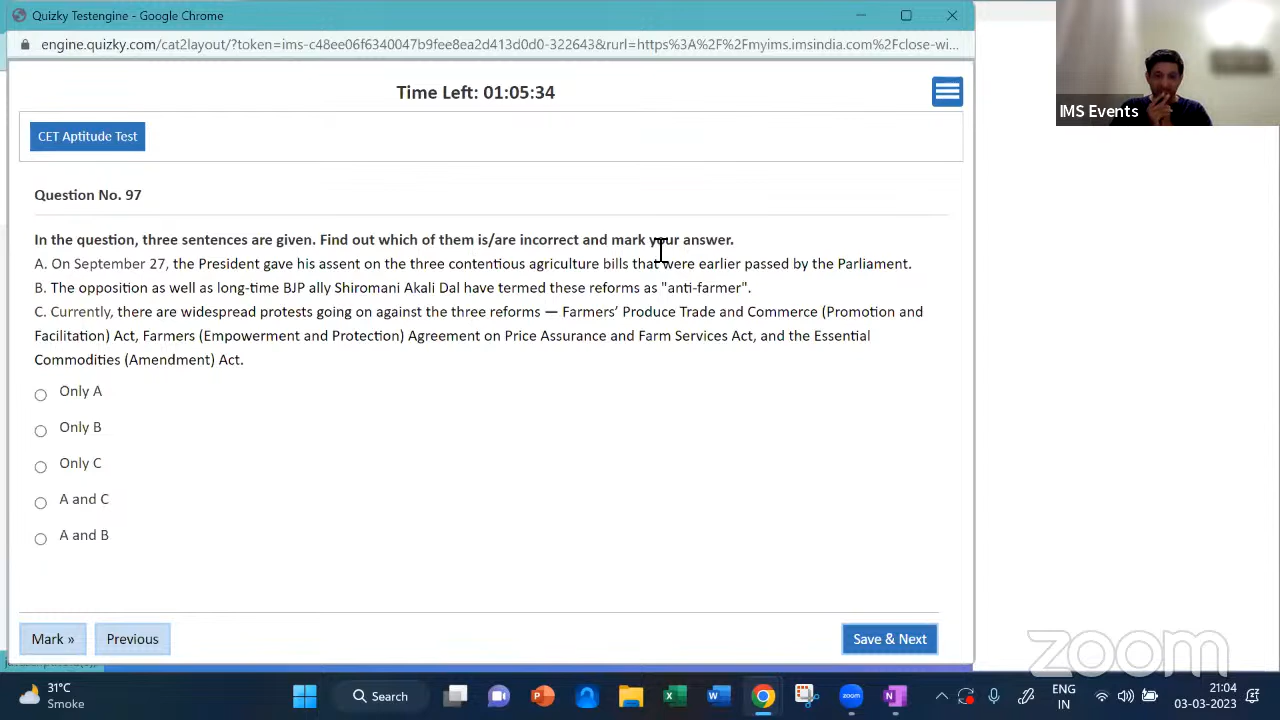 Quizky Testengine - Google Chrome
engine.quizky.com/cat2layout/?token=ims-c48ee06f6340047b9fee8ea2d413d0d0-322643&rurl=https%3A%2F%2Fmyims.imsindia.com%2Fclose-wi...
Time Left: 01:05:34
IMS Events
CET Aptitude Test
Question No. 97
In the question, three sentences are given. Find out which of them is/are incorrect and mark your answer.
A. On September 27, the President gave his assent on the three contentious agriculture bills that were earlier passed by the Parliament.
B. The opposition as well as long-time BJP ally Shiromani Akali Dal have termed these reforms as "anti-farmer".
C. Currently, there are widespread protests going on against the three reforms — Farmers' Produce Trade and Commerce (Promotion and
Facilitation) Act, Farmers (Empowerment and Protection) Agreement on Price Assurance and Farm Services Act, and the Essential
Commodities (Amendment) Act.
Only A
Only B
Only C
A and C
A and B
Mark »
Previous
Save & Next
zoom
31°C
Smoke
Search
zoom
ENG
IN
21:04
03-03-2023